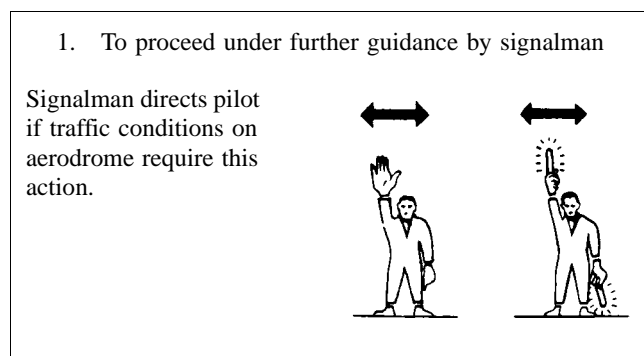 1. To proceed under further guidance by signalman
Signalman directs pilot
if traffic conditions on
aerodrome require this
action.